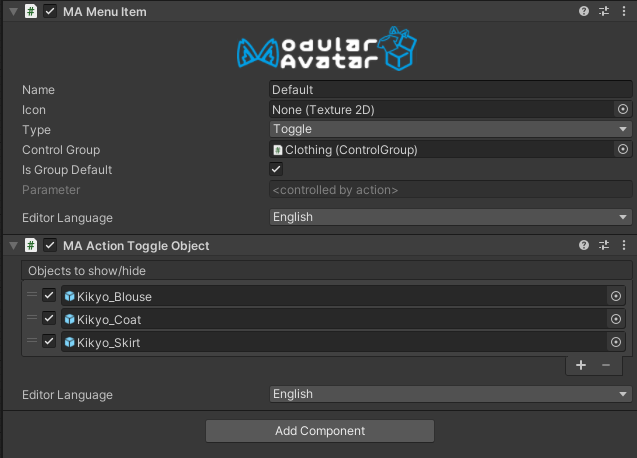 # MA Menu Item
Modular
Avatar
Name Default
Icon None (Texture 2D)
Type Toggle
Control Group # Clothing (ControlGroup)
Is Group Default
Parameter <controlled by action>
Editor Language English
# MA Action Toggle Object
Objects to show/hide
Kikyo_Blouse
Kikyo_Coat
Kikyo_Skirt
+ −
Editor Language English
Add Component